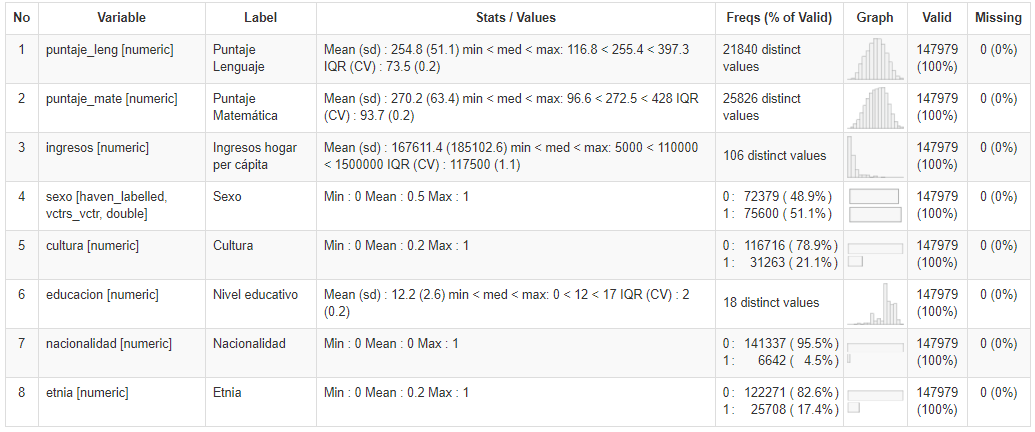 No Variable Label Stats / Values Freqs (% of Valid) Graph Valid Missing
1 puntaje_leng [numeric] Puntaje Mean (sd) : 254.8 (51.1) min < med < max: 116.8 < 255.4 < 397.3 21840 distinct 147979 0 (0%)
Lenguaje IQR (CV) : 73.5 (0.2) values (100%)
2 puntaje_mate [numeric] Puntaje Mean (sd) : 270.2 (63.4) min < med < max: 96.6 < 272.5 < 428 IQR 25826 distinct 147979 0 (0%)
Matemática (CV) : 93.7 (0.2) values (100%)
3 ingresos [numeric] Ingresos hogar Mean (sd) : 167611.4 (185102.6) min < med < max: 5000 < 110000 106 distinct values 147979 0 (0%)
per cápita < 1500000 IQR (CV) : 117500 (1.1) (100%)
4 sexo [haven_labelled, Sexo Min : 0 Mean : 0.5 Max : 1 0 : 72379 ( 48.9%) 147979 0 (0%)
vctrs_vctr, double] 1 : 75600 ( 51.1%) (100%)
5 cultura [numeric] Cultura Min : 0 Mean : 0.2 Max : 1 0 : 116716 ( 78.9%) 147979 0 (0%)
1 : 31263 ( 21.1%) (100%)
6 educacion [numeric] Nivel educativo Mean (sd) : 12.2 (2.6) min < med < max: 0 < 12 < 17 IQR (CV) : 2 18 distinct values 147979 0 (0%)
(0.2) (100%)
7 nacionalidad [numeric] Nacionalidad Min : 0 Mean : 0 Max : 1 0 : 141337 ( 95.5%) 147979 0 (0%)
1 : 6642 ( 4.5%) (100%)
8 etnia [numeric] Etnia Min : 0 Mean : 0.2 Max : 1 0 : 122271 ( 82.6%) 147979 0 (0%)
1 : 25708 ( 17.4%) (100%)